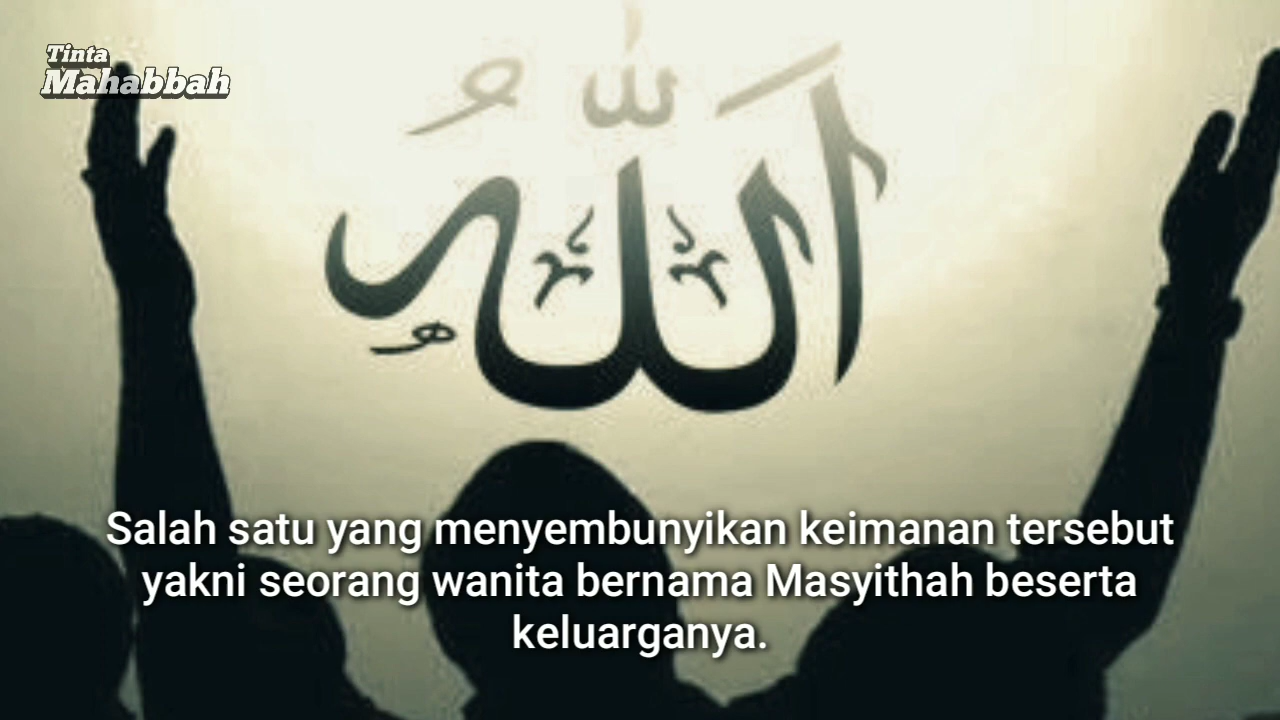 Tinta
Mahabbah
الله
Salah satu yang menyembunyikan keimanan tersebut
yakni seorang wanita bernama Masyithah beserta
keluarganya.